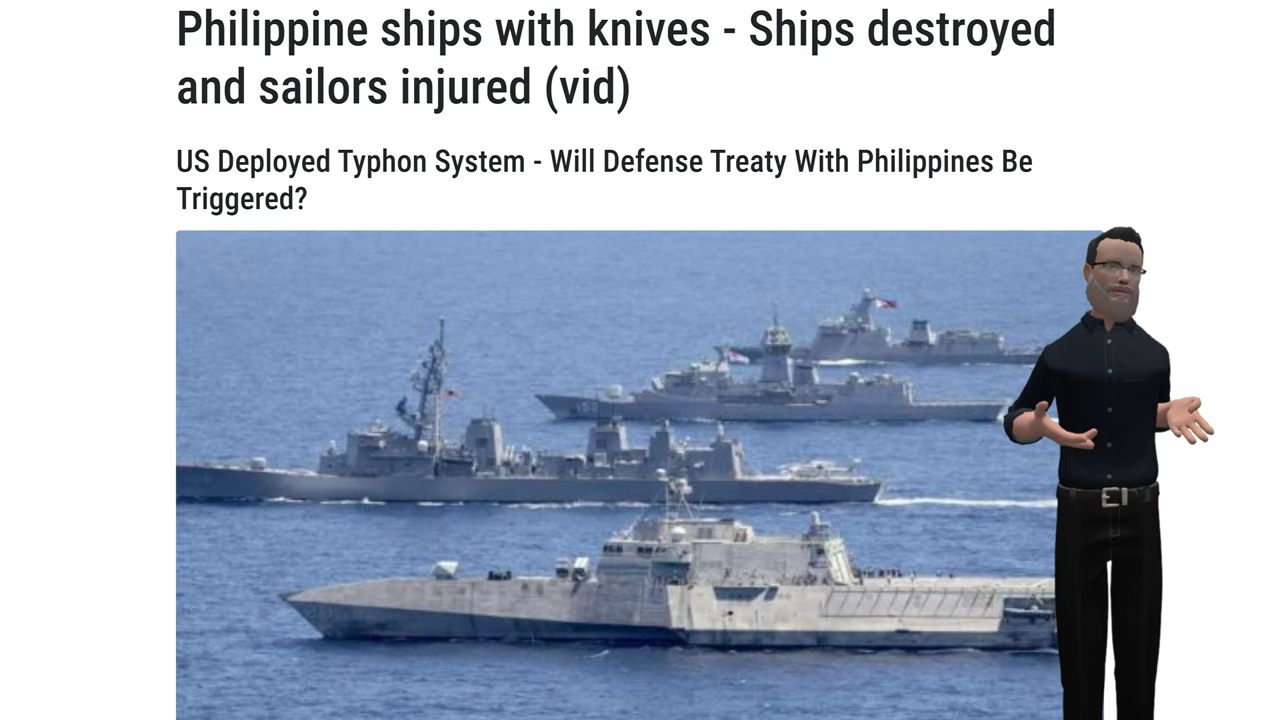 Philippine ships with knives - Ships destroyed
and sailors injured (vid)
US Deployed Typhon System - Will Defense Treaty With Philippines Be
Triggered?